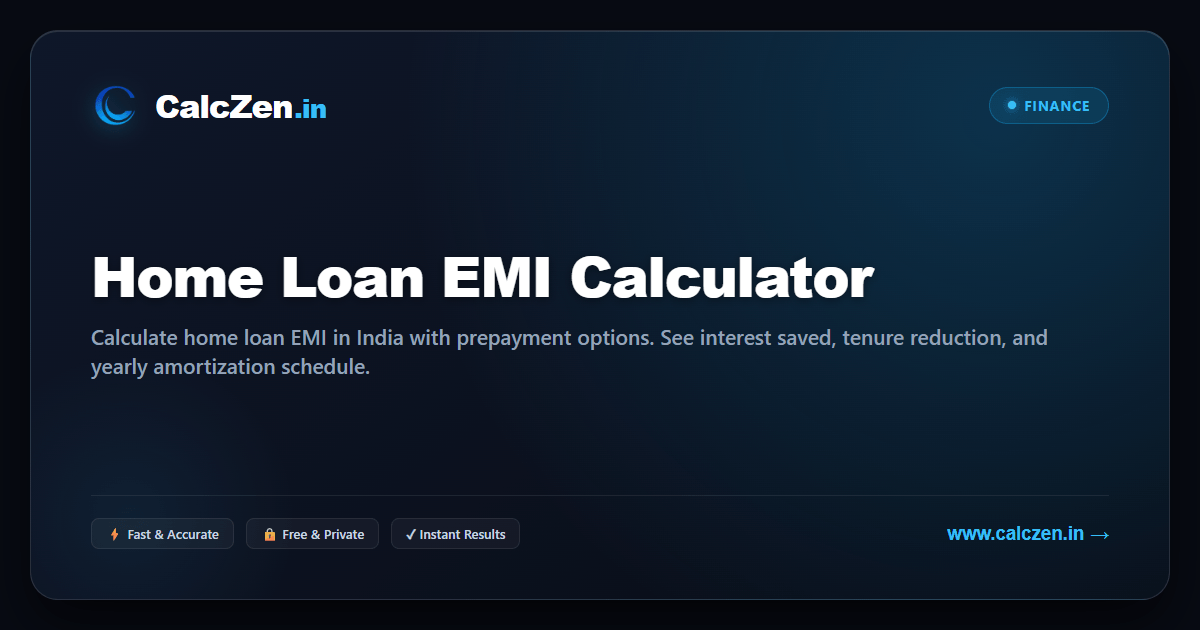 CalcZen.in
FINANCE
Home Loan EMI Calculator
Calculate home loan EMI in India with prepayment options. See interest saved, tenure reduction, and
yearly amortization schedule.
⚡ Fast & Accurate
🔒 Free & Private
✓ Instant Results
www.calczen.in →